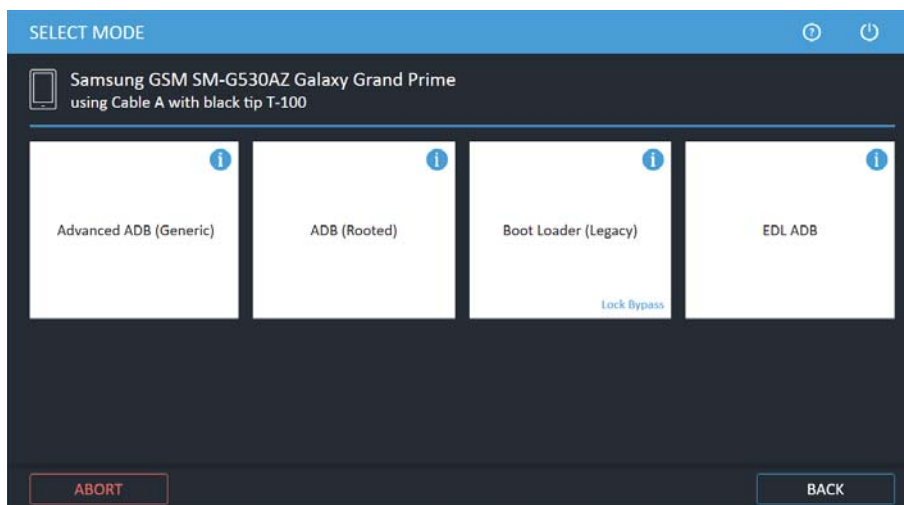 SELECT MODE
Samsung GSM SM-G530AZ Galaxy Grand Prime
using Cable A with black tip T-100
Advanced ADB (Generic)
ADB (Rooted)
Boot Loader (Legacy)
EDL ADB
Lock Bypass
ABORT
BACK